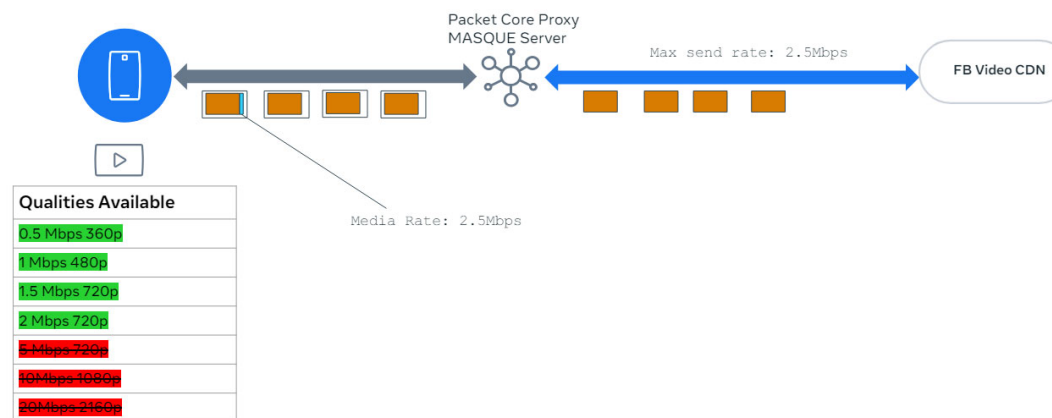 Packet Core Proxy
MASQUE Server
Max send rate: 2.5Mbps
FB Video CDN
Media Rate: 2.5Mbps
Qualities Available
0.5 Mbps 360p
1 Mbps 480p
1.5 Mbps 720p
2 Mbps 720p
5 Mbps 720p
10Mbps 1080p
20Mbps 2160p